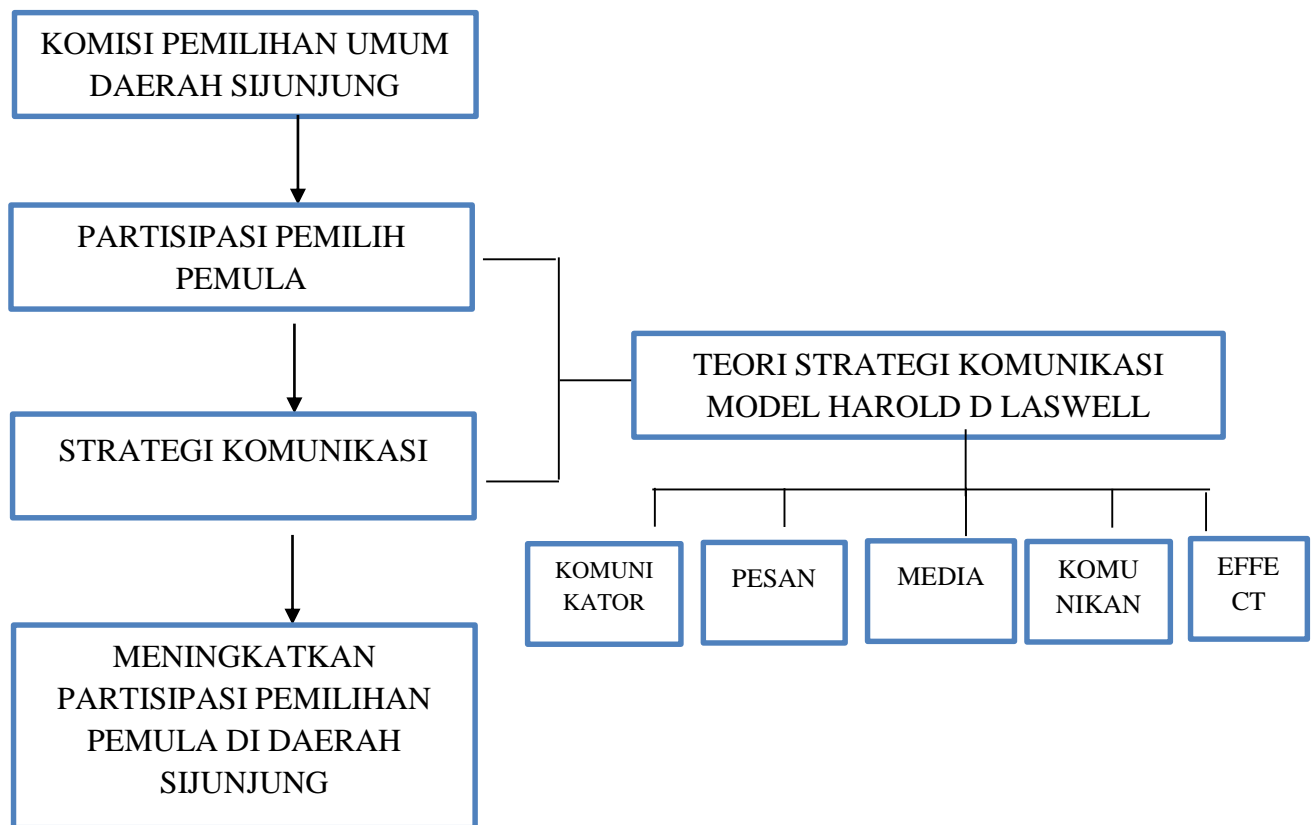 KOMISI PEMILIHAN UMUM
DAERAH SIJUNJUNG
PARTISIPASI PEMILIH
PEMULA
STRATEGI KOMUNIKASI
MENINGKATKAN
PARTISIPASI PEMILIHAN
PEMULA DI DAERAH
SIJUNJUNG
TEORI STRATEGI KOMUNIKASI
MODEL HAROLD D LASWELL
KOMUNI
KATOR
PESAN
MEDIA
KOMU
NIKAN
EFFE
CT